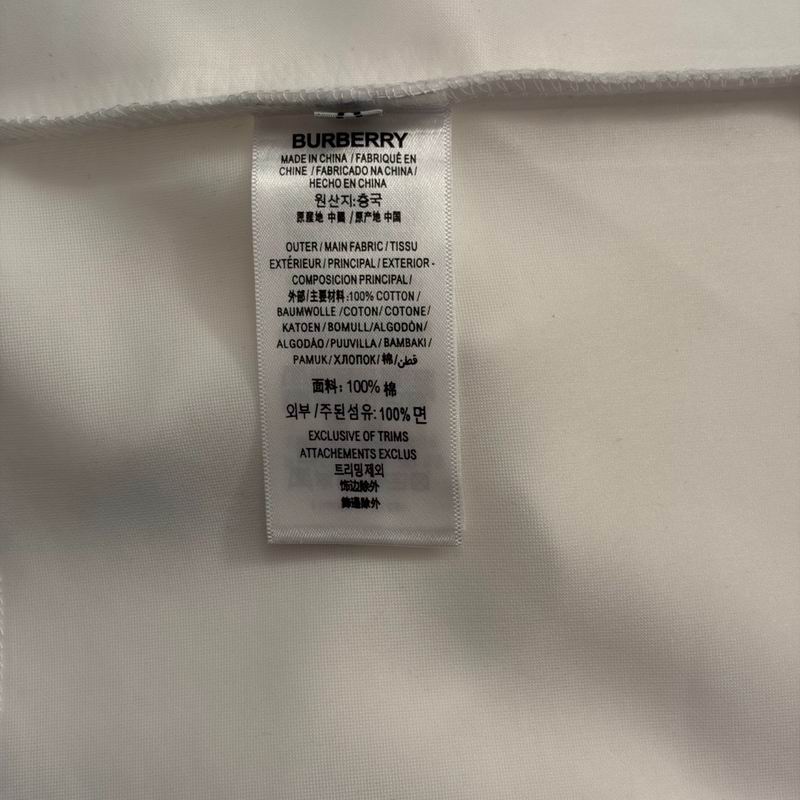 BURBERRY
MADE IN CHINA / FABRIQUÉ EN
CHINE / FABRICADO NA CHINA /
HECHO EN CHINA
원산지:중국
原産地 中國 / 原产地 中国
OUTER / MAIN FABRIC / TISSU
EXTÉRIEUR / PRINCIPAL / EXTERIOR -
COMPOSICION PRINCIPAL /
外部/主要材料:100% COTTON /
BAUMWOLLE / COTON / COTONE /
KATOEN / BOMULL/ALGODÒN/
ALGODÃO / PUUVILLA / BAMBAKI /
PAMUK / ХЛОПОК/ 棉/قطن
面料: 100% 棉
외부 /주된섬유: 100% 면
EXCLUSIVE OF TRIMS
ATTACHEMENTS EXCLUS
트리밍제외
饰边除外
飾邊除外